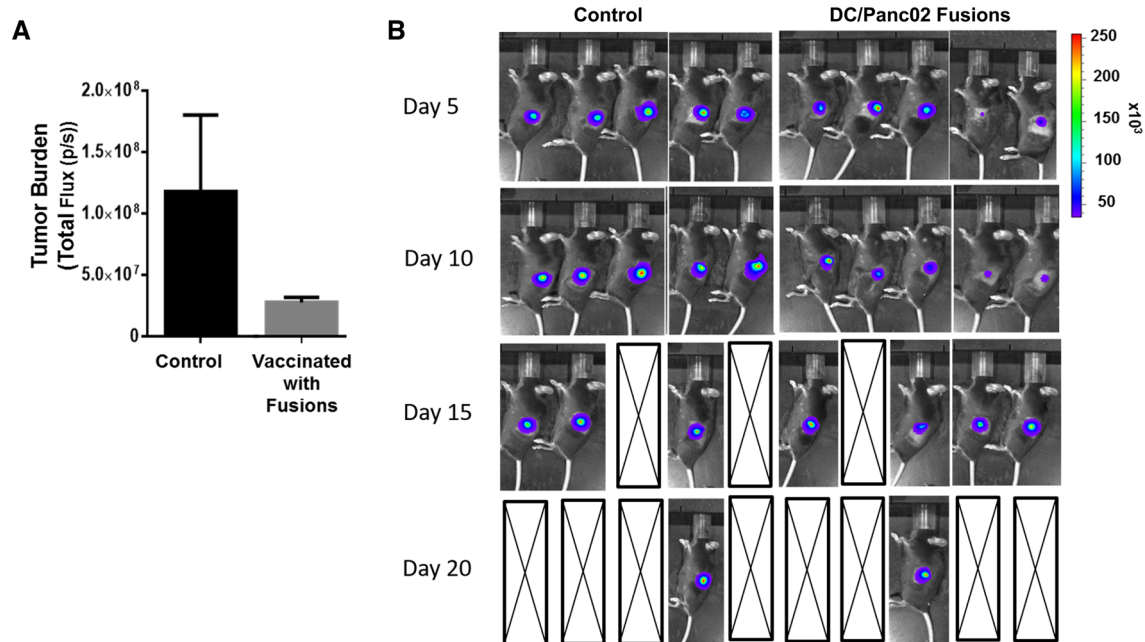 A
Tumor Burden
(Total Flux (p/s))
2.0×10⁸
1.5×10⁸
1.0×10⁸
5.0×10⁷
0
Control
Vaccinated
with
Fusions
B
Control
DC/Panc02 Fusions
Day 5
Day 10
Day 15
Day 20
250
200
150
100
50
x10³